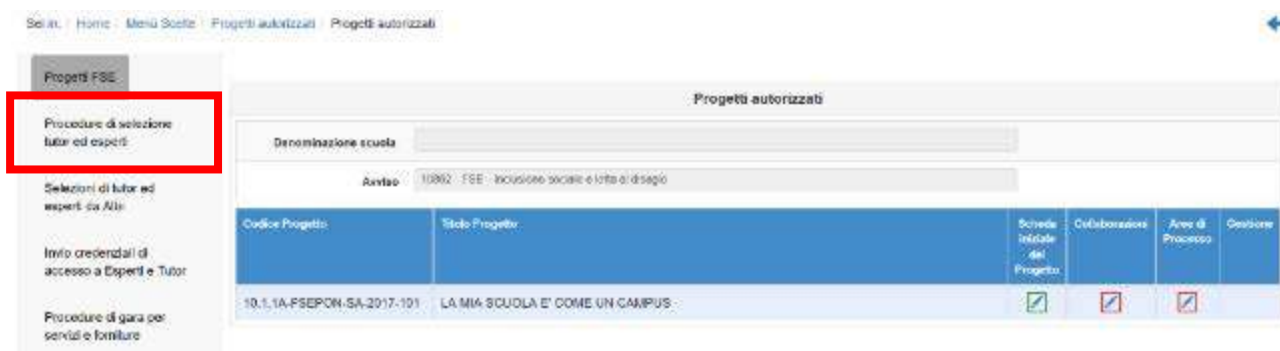 Sei in: / Home / Menù Scelte / Progetti autorizzati / Progetti autorizzati
Progetti FSE
Procedure di selezione
tutor ed esperti
Selezioni di tutor ed
esperti da Albi
Invio credenziali di
accesso a Esperti e Tutor
Procedure di gara per
servizi e forniture
Progetti autorizzati
Denominazione scuola
Avviso 10862 - FSE - Inclusione sociale e lotta al disagio
Codice Progetto Titolo Progetto Scheda Collaborazioni Area di Gestione
iniziale Processo
del
Progetto
10.1.1A-FSEPON-SA-2017-101 LA MIA SCUOLA E' COME UN CAMPUS